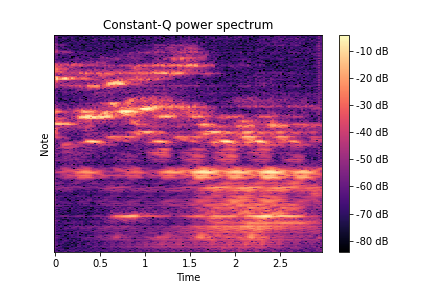 Constant-Q power spectrum
Note
-10 dB
-20 dB
-30 dB
-40 dB
-50 dB
-60 dB
-70 dB
-80 dB
0 0.5 1 1.5 2 2.5
Time